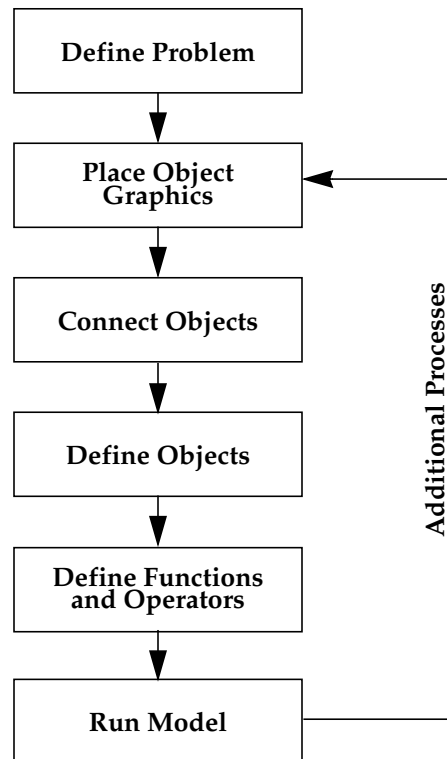 Define Problem
Place Object
Graphics
Connect Objects
Define Objects
Define Functions
and Operators
Run Model
Additional Processes